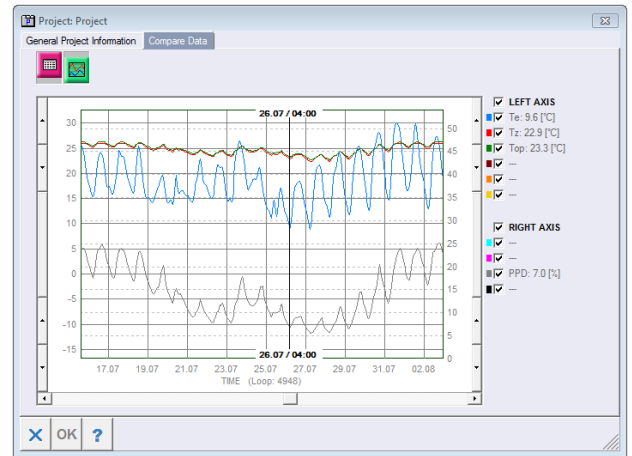 Project: Project
General Project Information
Compare Data
26.07 / 04:00
30
25
20
15
10
5
0
-5
-10
-15
50
45
40
35
30
25
20
15
10
5
0
26.07 / 04:00
17.07 19.07 21.07 23.07 25.07 27.07 29.07 31.07 02.08
TIME (Loop: 4948)
LEFT AXIS
Te: 9.6 [°C]
Tz: 22.9 [°C]
Top: 23.3 [°C]
---
---
---
RIGHT AXIS
---
---
PPD: 7.0 [%]
---
OK
?